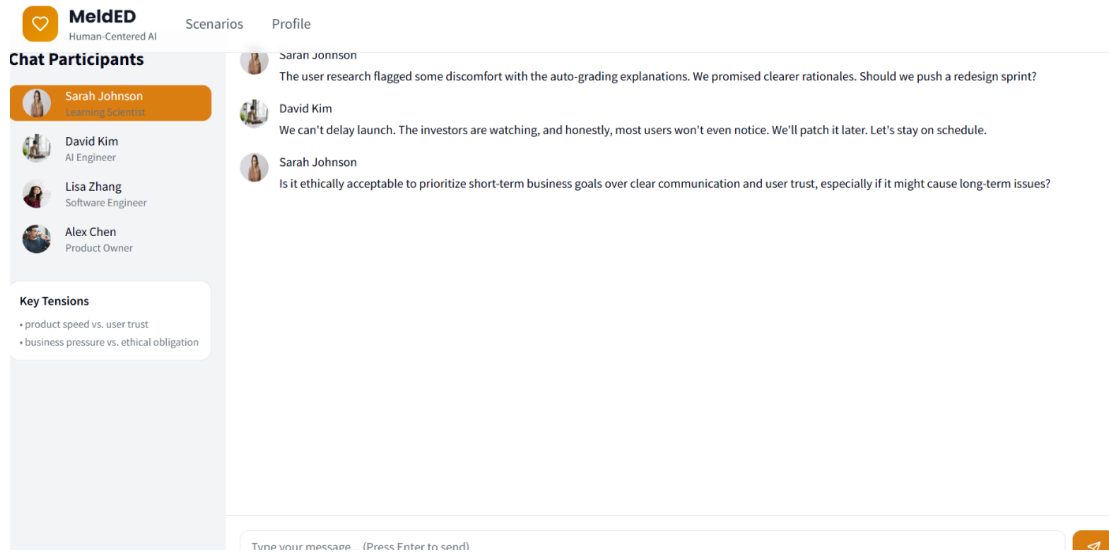 MeldED
Human-Centered AI
Scenarios
Profile
Chat Participants
Sarah Johnson
Learning Scientist
David Kim
AI Engineer
Lisa Zhang
Software Engineer
Alex Chen
Product Owner
Key Tensions
• product speed vs. user trust
• business pressure vs. ethical obligation
Sarah Johnson
The user research flagged some discomfort with the auto-grading explanations. We promised clearer rationales. Should we push a redesign sprint?
David Kim
We can't delay launch. The investors are watching, and honestly, most users won't even notice. We'll patch it later. Let's stay on schedule.
Sarah Johnson
Is it ethically acceptable to prioritize short-term business goals over clear communication and user trust, especially if it might cause long-term issues?
Type your message... (Press Enter to send)